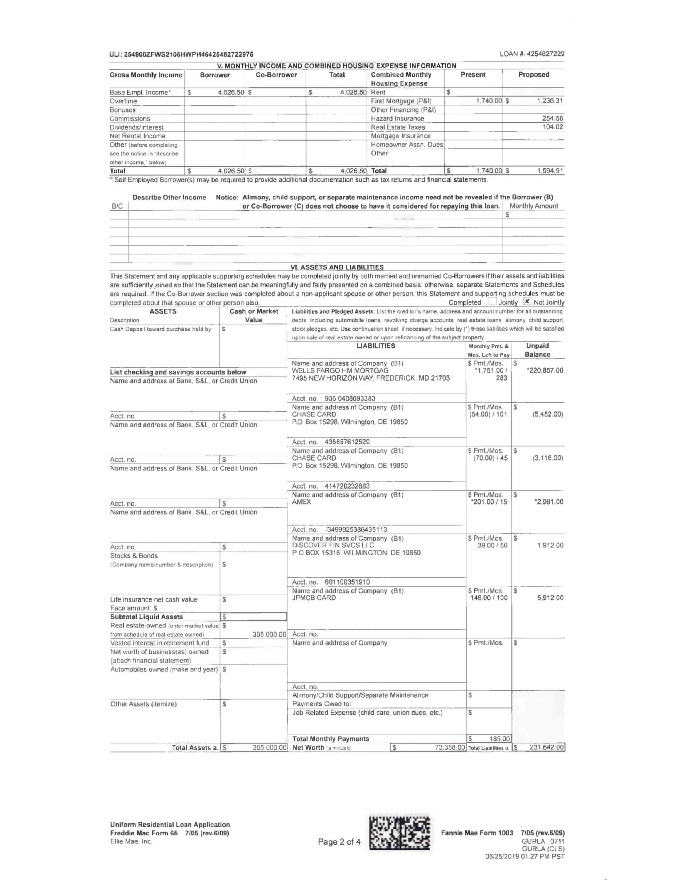 ULI: 254900ZFWS2106HWPH46425482722976 LOAN #: 4254827229
V. MONTHLY INCOME AND COMBINED HOUSING EXPENSE INFORMATION
Gross Monthly Income Borrower Co-Borrower Total Combined Monthly Housing Expense Present Proposed
Base Empl. Income* $ 4,026.50 $ $ 4,026.50 Rent $
Overtime First Mortgage (P&I) 1,740.00 $ 1,236.31
Bonuses Other Financing (P&I)
Commissions Hazard Insurance 254.58
Dividends/Interest Real Estate Taxes 104.02
Net Rental Income Mortgage Insurance
Other (before completing, Homeowner Assn. Dues
see the notice in "describe Other:
other income," below)
Total $ 4,026.50 $ $ 4,026.50 Total $ 1,740.00 $ 1,594.91
* Self Employed Borrower(s) may be required to provide additional documentation such as tax returns and financial statements.
Describe Other Income Notice: Alimony, child support, or separate maintenance income need not be revealed if the Borrower (B)
B/C or Co-Borrower (C) does not choose to have it considered for repaying this loan. Monthly Amount
$
VI. ASSETS AND LIABILITIES
This Statement and any applicable supporting schedules may be completed jointly by both married and unmarried Co-Borrowers if their assets and liabilities
are sufficiently joined so that the Statement can be meaningfully and fairly presented on a combined basis; otherwise, separate Statements and Schedules
are required. If the Co-Borrower section was completed about a non-applicant spouse or other person, this Statement and supporting schedules must be
completed about that spouse or other person also. Completed Jointly X Not Jointly
ASSETS Cash or Market Value
Description
Cash Deposit toward purchase held by: $
Liabilities and Pledged Assets: List the creditor's name, address and account number for all outstanding
debts, including automobile loans, revolving charge accounts, real estate loans, alimony, child support,
stock pledges, etc. Use continuation sheet, if necessary. Indicate by (*) those liabilities which will be satisfied
upon sale of real estate owned or upon refinancing of the subject property.
LIABILITIES Monthly Pmt. & Mos. Left to Pay Unpaid Balance
Name and address of Company (B1) $ Pmt./Mos. $
WELLS FARGO HM MORTGAG *1,751.00 / *220,857.00
List checking and savings accounts below 7495 NEW HORIZON WAY, FREDERICK, MD 21703 283
Name and address of Bank, S&L, or Credit Union
Acct. no. 936 0408093383
Name and address of Company (B1) $ Pmt./Mos. $
Acct. no. $ CHASE CARD (54.00) / 101 (5,452.00)
Name and address of Bank, S&L, or Credit Union P.O. Box 15298, Wilmington, DE 19850
Acct. no. 438857612529
Name and address of Company (B1) $ Pmt./Mos. $
Acct. no. $ CHASE CARD (70.00) / 45 (3,116.00)
Name and address of Bank, S&L, or Credit Union P.O. Box 15298, Wilmington, DE 19850
Acct. no. 414720232683
Name and address of Company (B1) $ Pmt./Mos. $
Acct. no. $ AMEX *201.00 / 15 *2,981.00
Name and address of Bank, S&L, or Credit Union
Acct. no. -3499925386435113
Name and address of Company (B1) $ Pmt./Mos. $
Acct. no. $ DISCOVER FIN SVCS LLC 39.00 / 50 1,912.00
Stocks & Bonds P O BOX 15316, WILMINGTON, DE 19850
(Company name/number & description) $
Acct. no. 601100351910
Name and address of Company (B1) $ Pmt./Mos. $
Life insurance net cash value $ JPMCB CARD 146.00 / 100 5,912.00
Face amount: $
Subtotal Liquid Assets $
Real estate owned (enter market value $
from schedule of real estate owned) 305,000.00 Acct. no.
Vested interest in retirement fund $ Name and address of Company $ Pmt./Mos. $
Net worth of business(es) owned $
(attach financial statement)
Automobiles owned (make and year) $
Acct. no.
Alimony/Child Support/Separate Maintenance $
Other Assets (itemize) $ Payments Owed to:
Job Related Expense (child care, union dues, etc.) $
Total Monthly Payments $ 185.00
Total Assets a. $ 305,000.00 Net Worth (a minus b) $ 73,358.00 Total Liabilities b. $ 231,642.00
Uniform Residential Loan Application
Freddie Mac Form 65 7/05 (rev.6/09)
Ellie Mae, Inc.
Page 2 of 4
Fannie Mae Form 1003 7/05 (rev.6/09)
GURLA 0711
GURLA (CLS)
06/25/2019 01:27 PM PST